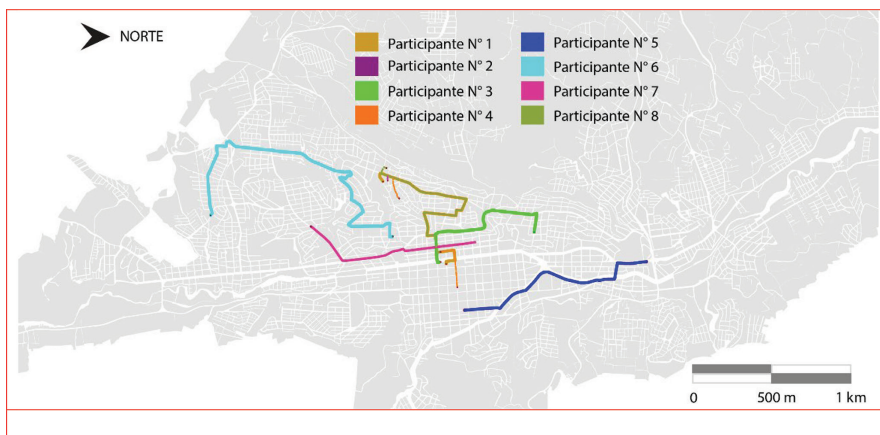 NORTE
Participante N° 1
Participante N° 2
Participante N° 3
Participante N° 4
Participante N° 5
Participante N° 6
Participante N° 7
Participante N° 8
0 500 m 1 km